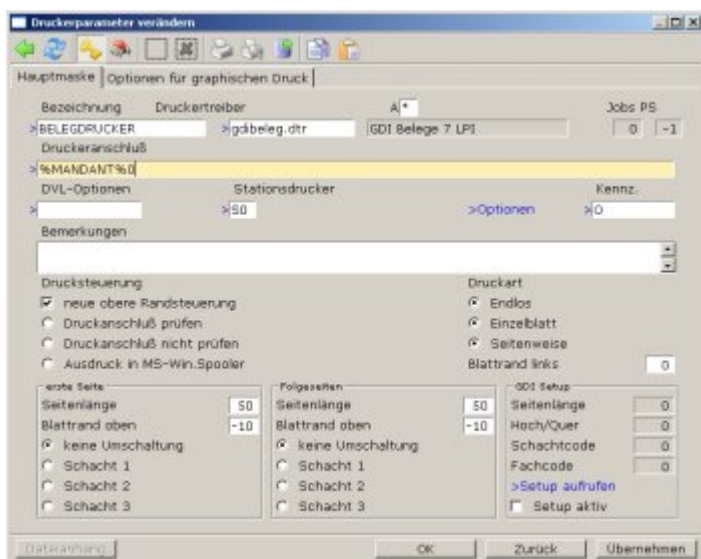 Druckerparameter verändern
Hauptmaske Optionen für graphischen Druck
Bezeichnung Druckertreiber A * Jobs PS
>BELEGDRUCKER >gdibeleg.dtr GDI Belege 7 LPI 0 -1
Druckeranschluß
>%MANDANT%0
DVL-Optionen Stationsdrucker Kennz.
> >50 >Optionen >0
Bemerkungen
Drucksteuerung Druckart
neue obere Randsteuerung Endlos
Druckanschluß prüfen Einzelblatt
Druckanschluß nicht prüfen Seitenweise
Ausdruck in MS-Win.Spooler Blattrand links 0
erste Seite Folgeseiten GDI Setup
Seitenlänge 50 Seitenlänge 50 Seitenlänge 0
Blattrand oben -10 Blattrand oben -10 Hoch/Quer 0
keine Umschaltung keine Umschaltung Schachtcode 0
Schacht 1 Schacht 1 Fachcode 0
Schacht 2 Schacht 2 >Setup aufrufen
Schacht 3 Schacht 3 Setup aktiv
Dateianhang OK Zurück Übernehmen